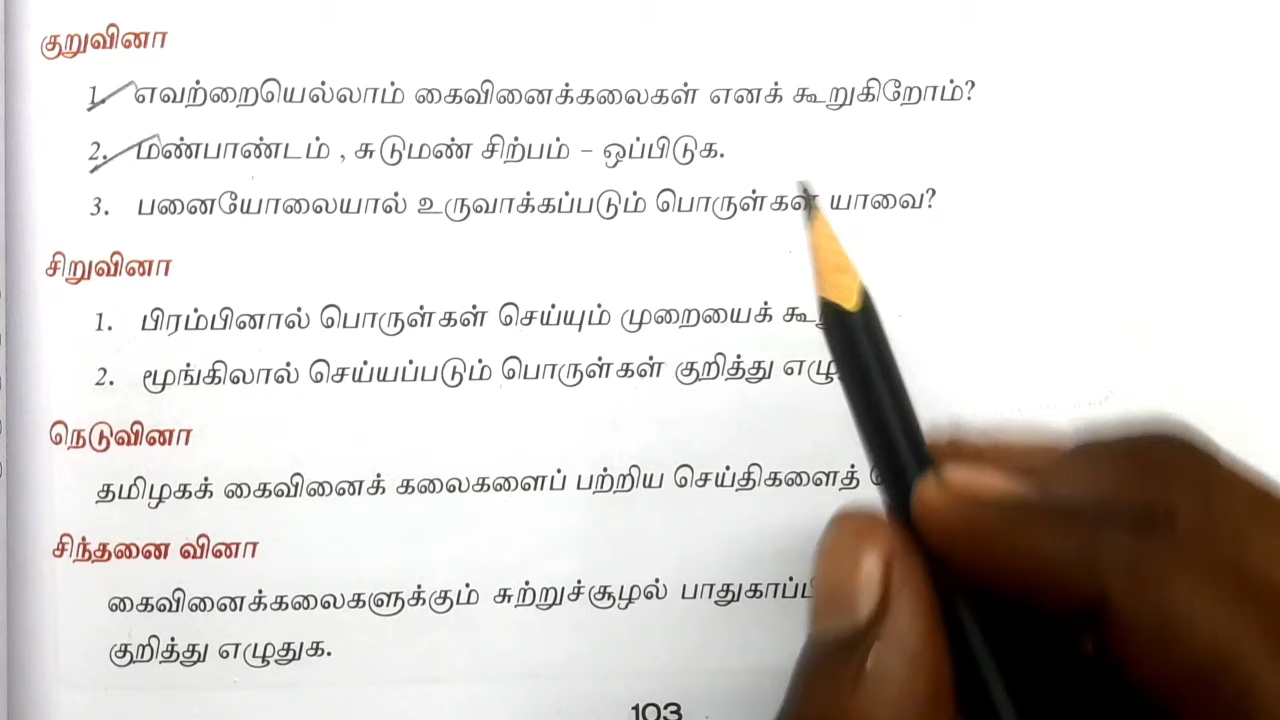 குறுவினா
1. எவற்றையெல்லாம் கைவினைக்கலைகள் எனக் கூறுகிறோம்?
2. மண்பாண்டம் , சுடுமண் சிற்பம் – ஒப்பிடுக.
3. பனையோலையால் உருவாக்கப்படும் பொருள்கள் யாவை?
சிறுவினா
1. பிரம்பினால் பொருள்கள் செய்யும் முறையைக்
2. மூங்கிலால் செய்யப்படும் பொருள்கள் குறித்து
நெடுவினா
தமிழகக் கைவினைக் கலைகளைப் பற்றிய செய்திகளைத்
சிந்தனை வினா
கைவினைக்கலைகளுக்கும் சுற்றுச்சூழல்
குறித்து எழுதுக.
103